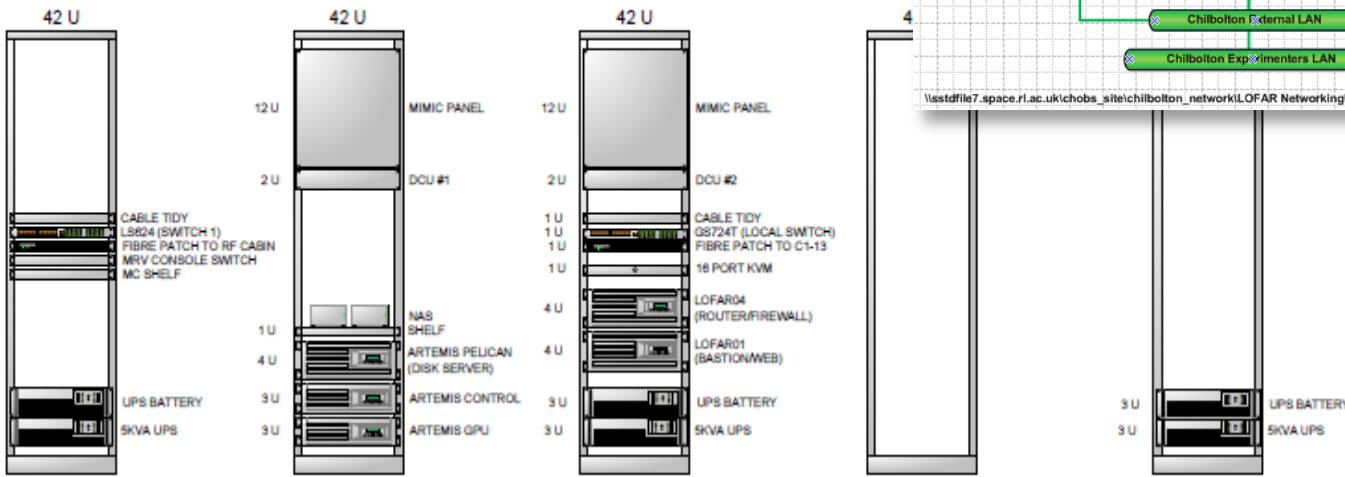 42 U
CABLE TIDY
LS624 (SWITCH 1)
FIBRE PATCH TO RF CABIN
MRV CONSOLE SWITCH
MC SHELF
UPS BATTERY
5KVA UPS
42 U
12 U MIMIC PANEL
2 U DCU #1
NAS
1 U SHELF
4 U ARTEMIS PELICAN
(DISK SERVER)
3 U ARTEMIS CONTROL
3 U ARTEMIS GPU
42 U
12 U MIMIC PANEL
2 U DCU #2
1 U CABLE TIDY
1 U GS724T (LOCAL SWITCH)
1 U FIBRE PATCH TO C1-13
1 U 16 PORT KVM
4 U LOFAR04
(ROUTER/FIREWALL)
4 U LOFAR01
(BASTION/WEB)
3 U UPS BATTERY
3 U 5KVA UPS
4
Chilbolton External LAN
Chilbolton Experimenters LAN
\\sstdfile7.space.rl.ac.uk\chobs_site\chilbolton_network\LOFAR Networking\
3 U UPS BATTERY
3 U 5KVA UPS